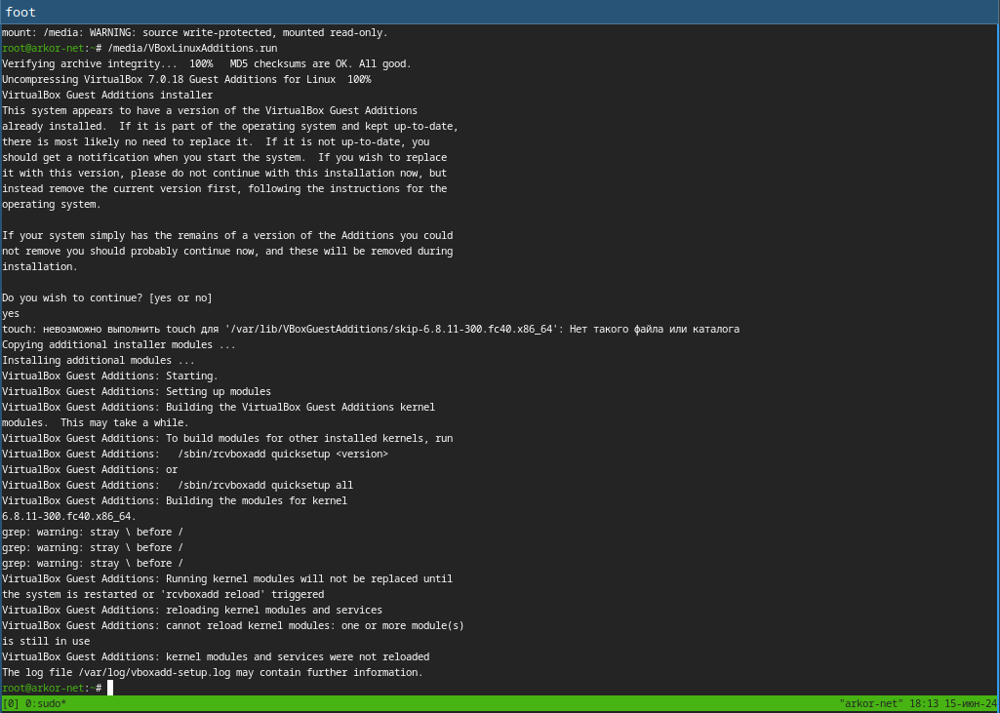 foot
mount: /media: WARNING: source write-protected, mounted read-only.
root@arkor-net:~# /media/VBoxLinuxAdditions.run
Verifying archive integrity...  100%   MD5 checksums are OK. All good.
Uncompressing VirtualBox 7.0.18 Guest Additions for Linux  100%
VirtualBox Guest Additions installer
This system appears to have a version of the VirtualBox Guest Additions
already installed.  If it is part of the operating system and kept up-to-date,
there is most likely no need to replace it.  If it is not up-to-date, you
should get a notification when you start the system.  If you wish to replace
it with this version, please do not continue with this installation now, but
instead remove the current version first, following the instructions for the
operating system.
If your system simply has the remains of a version of the Additions you could
not remove you should probably continue now, and these will be removed during
installation.
Do you wish to continue? [yes or no]
yes
touch: невозможно выполнить touch для '/var/lib/VBoxGuestAdditions/skip-6.8.11-300.fc40.x86_64': Нет такого файла или каталога
Copying additional installer modules ...
Installing additional modules ...
VirtualBox Guest Additions: Starting.
VirtualBox Guest Additions: Setting up modules
VirtualBox Guest Additions: Building the VirtualBox Guest Additions kernel
modules.  This may take a while.
VirtualBox Guest Additions: To build modules for other installed kernels, run
VirtualBox Guest Additions:   /sbin/rcvboxadd quicksetup <version>
VirtualBox Guest Additions: or
VirtualBox Guest Additions:   /sbin/rcvboxadd quicksetup all
VirtualBox Guest Additions: Building the modules for kernel
6.8.11-300.fc40.x86_64.
grep: warning: stray \ before /
grep: warning: stray \ before /
grep: warning: stray \ before /
VirtualBox Guest Additions: Running kernel modules will not be replaced until
the system is restarted or 'rcvboxadd reload' triggered
VirtualBox Guest Additions: reloading kernel modules and services
VirtualBox Guest Additions: cannot reload kernel modules: one or more module(s)
is still in use
VirtualBox Guest Additions: kernel modules and services were not reloaded
The log file /var/log/vboxadd-setup.log may contain further information.
root@arkor-net:~#
[0] 0:sudo* "arkor-net" 18:13 15-июн-24